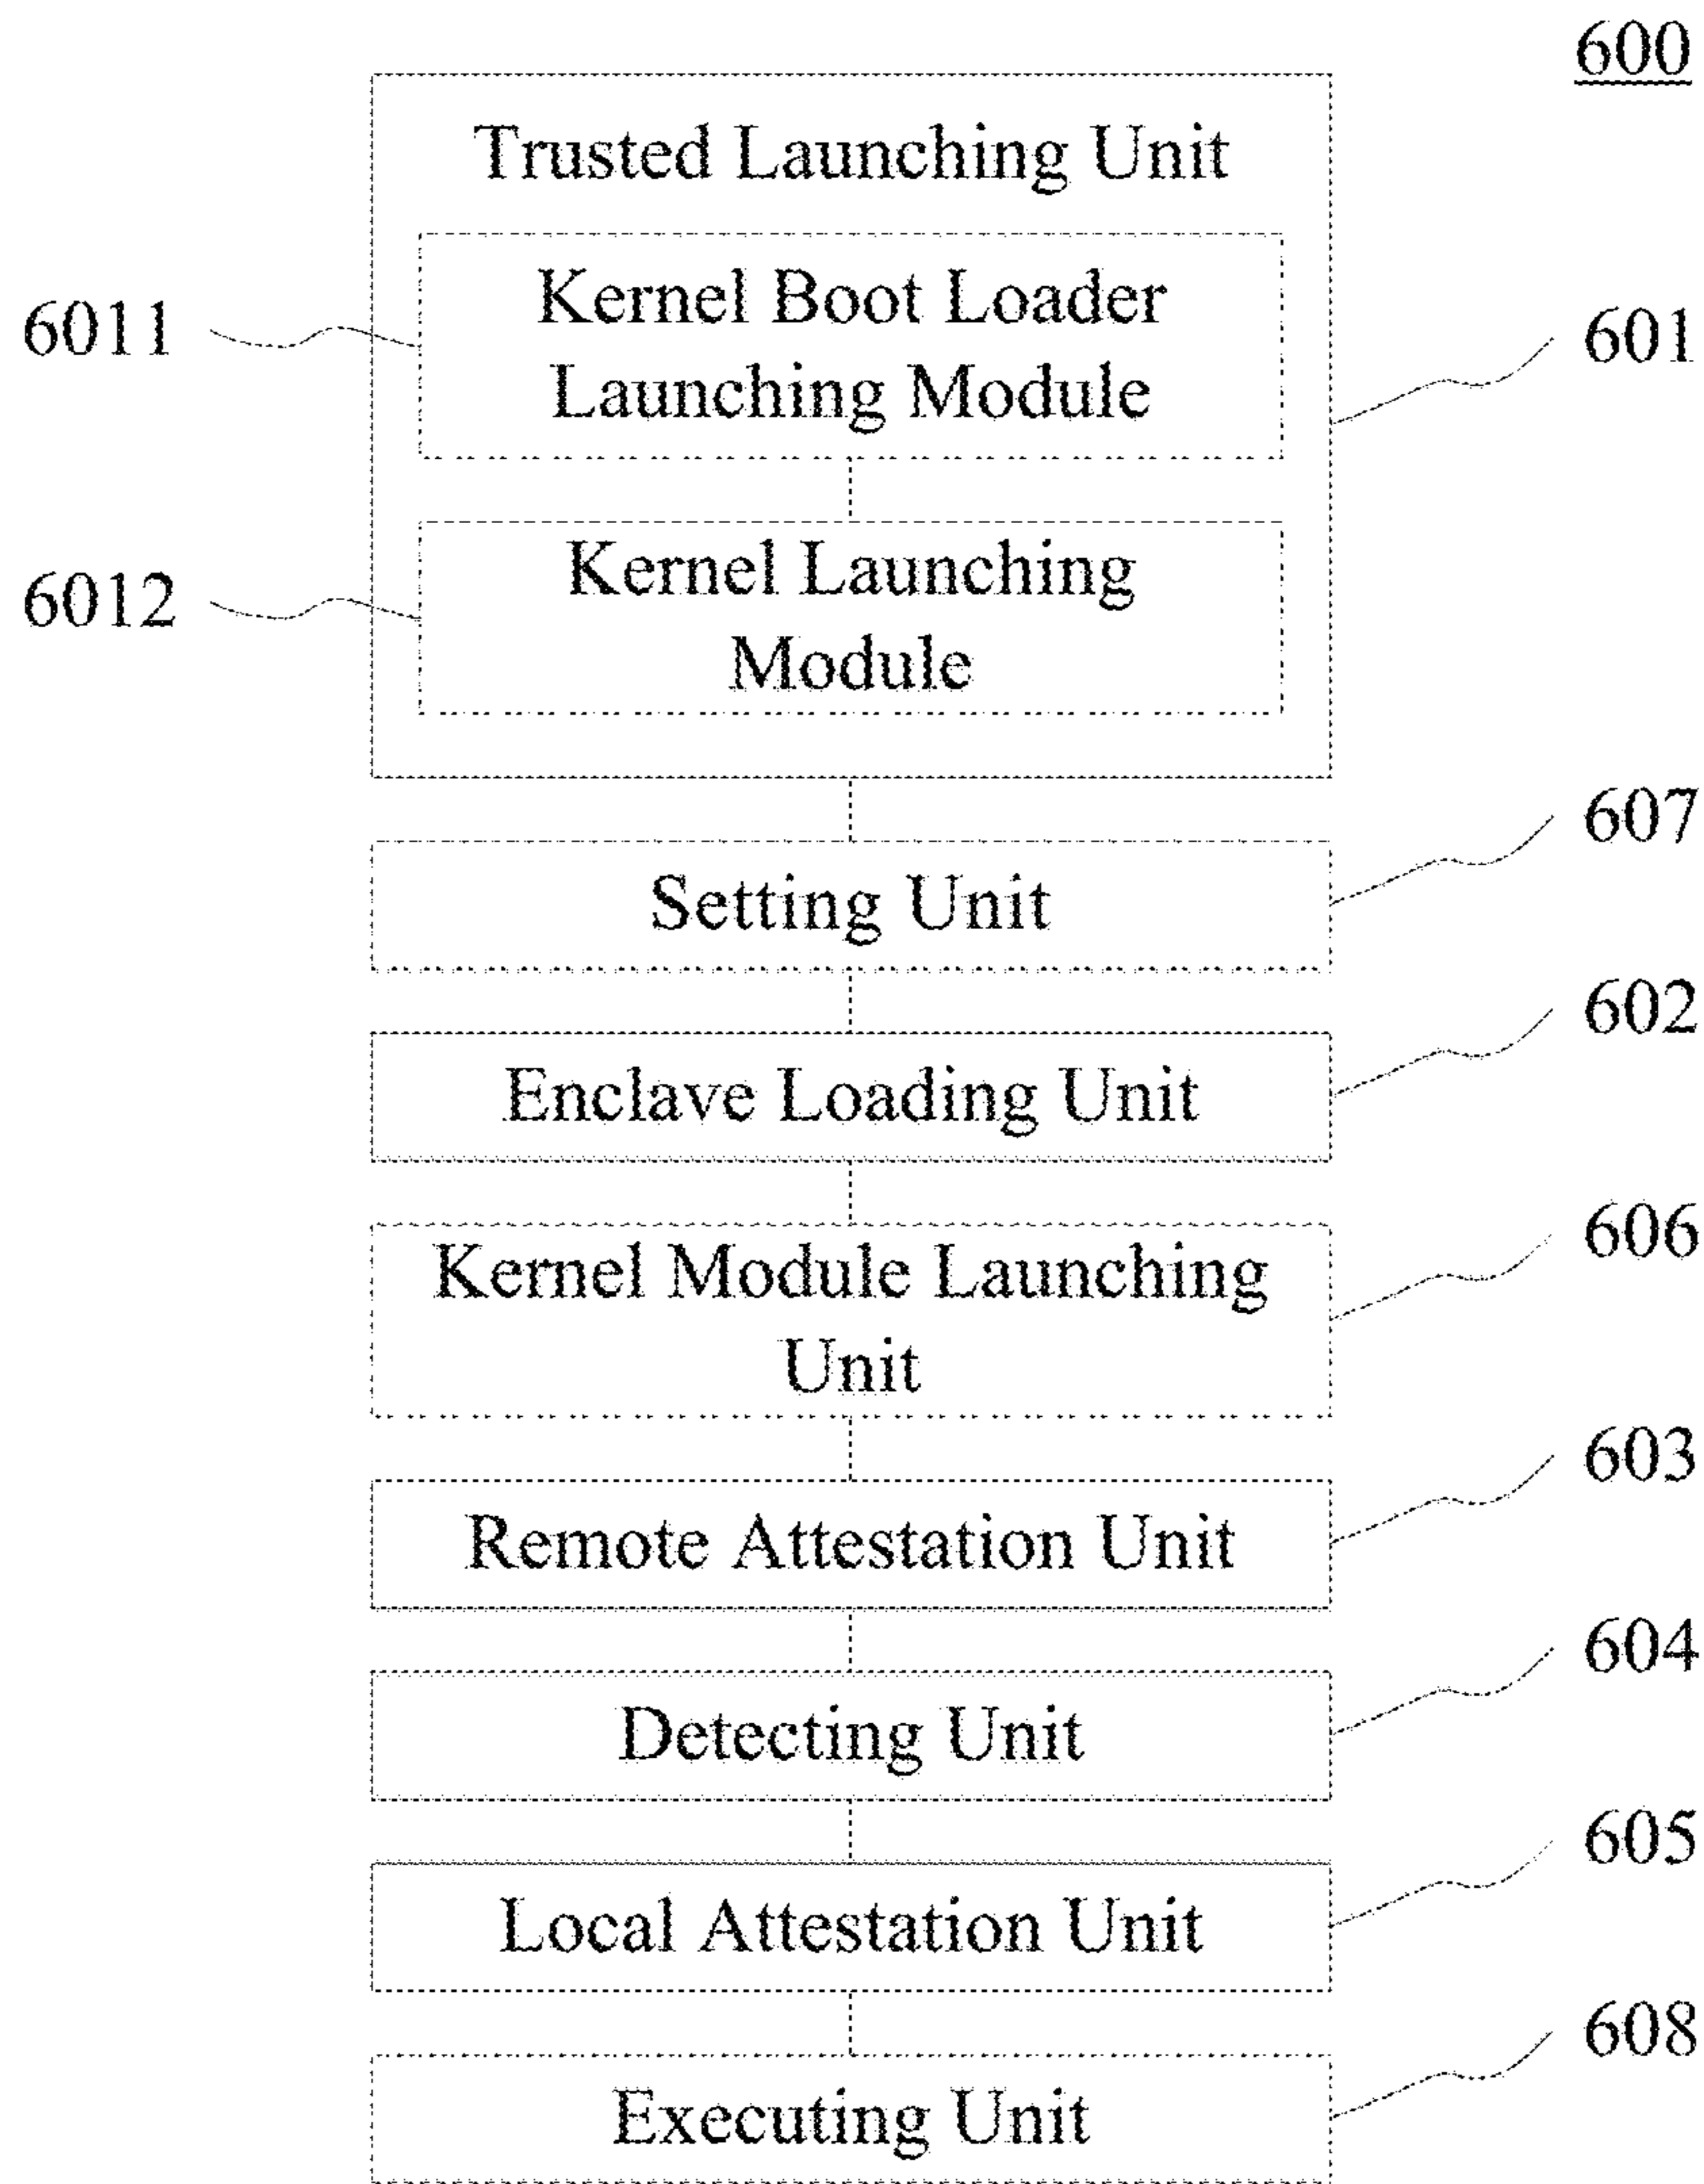 600
Trusted Launching Unit
6011
Kernel Boot Loader
Launching Module
601
6012
Kernel Launching
Module
607
Setting Unit
602
Enclave Loading Unit
606
Kernel Module Launching
Unit
603
Remote Attestation Unit
604
Detecting Unit
605
Local Attestation Unit
608
Executing Unit